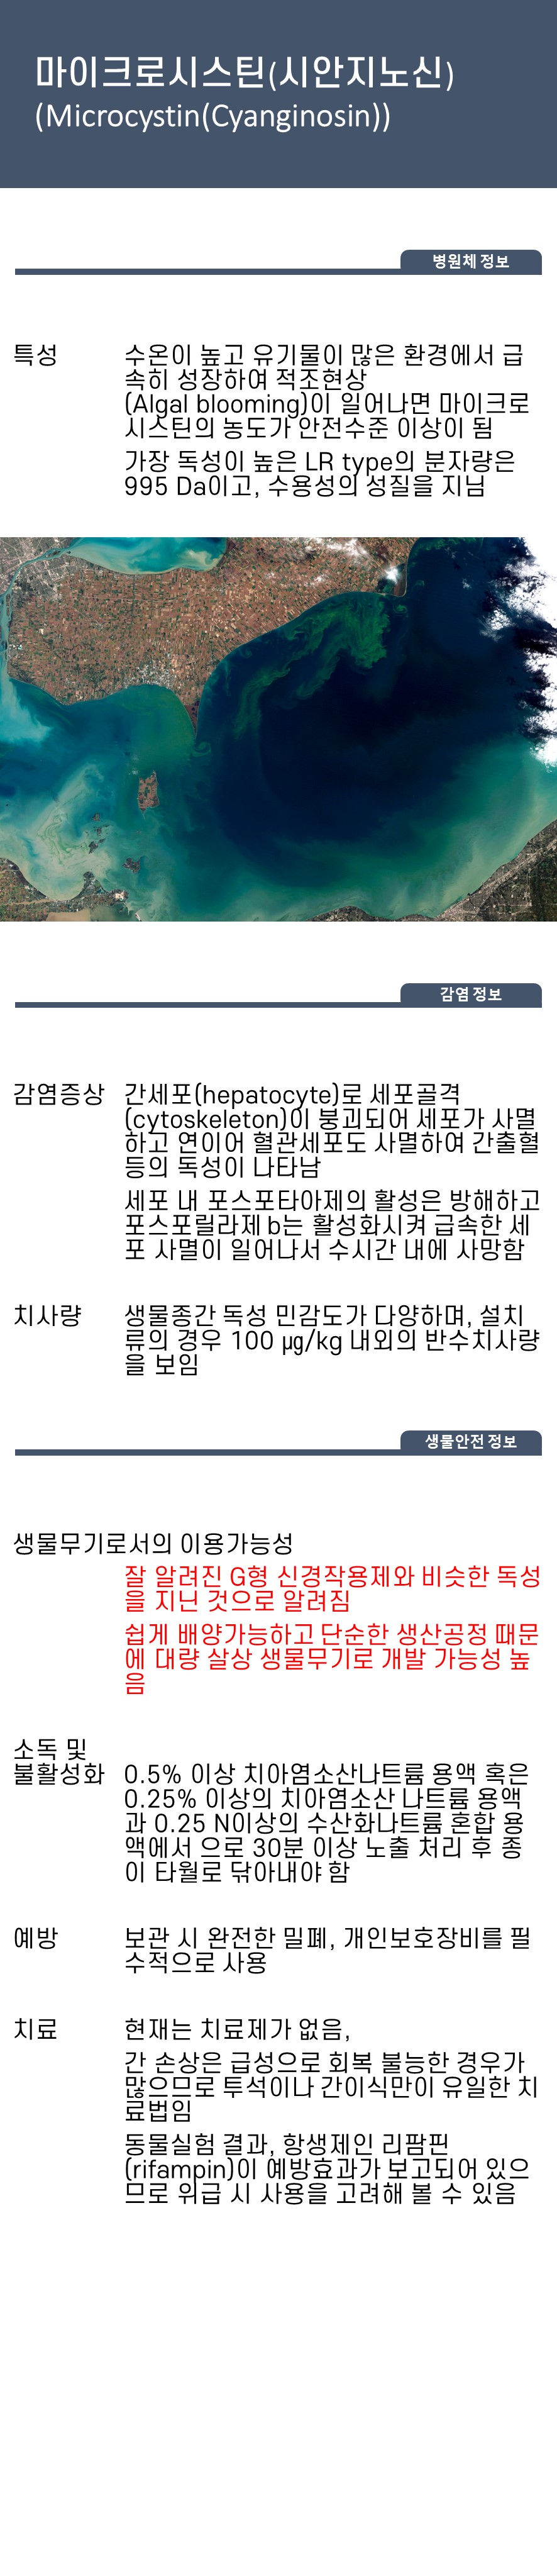 마이크로시스틴(시안지노신)
(Microcystin(Cyanginosin))
병원체 정보
특성
수온이 높고 유기물이 많은 환경에서 급
속히 성장하여 적조현상
(Algal blooming)이 일어나면 마이크로
시스틴의 농도가 안전수준 이상이 됨
가장 독성이 높은 LR type의 분자량은
995 Da이고, 수용성의 성질을 지님
감염 정보
감염증상
간세포(hepatocyte)로 세포골격
(cytoskeleton)이 붕괴되어 세포가 사멸
하고 연이어 혈관세포도 사멸하여 간출혈
등의 독성이 나타남
세포 내 포스포타아제의 활성은 방해하고
포스포릴라제 b는 활성화시켜 급속한 세
포 사멸이 일어나서 수시간 내에 사망함
치사량
생물종간 독성 민감도가 다양하며, 설치
류의 경우 100 ㎍/kg 내외의 반수치사량
을 보임
생물안전 정보
생물무기로서의 이용가능성
잘 알려진 G형 신경작용제와 비슷한 독성
을 지닌 것으로 알려짐
쉽게 배양가능하고 단순한 생산공정 때문
에 대량 살상 생물무기로 개발 가능성 높
음
소독 및
불활성화
0.5% 이상 치아염소산나트륨 용액 혹은
0.25% 이상의 치아염소산 나트륨 용액
과 0.25 N이상의 수산화나트륨 혼합 용
액에서 으로 30분 이상 노출 처리 후 종
이 타월로 닦아내야 함
예방
보관 시 완전한 밀폐, 개인보호장비를 필
수적으로 사용
치료
현재는 치료제가 없음,
간 손상은 급성으로 회복 불능한 경우가
많으므로 투석이나 간이식만이 유일한 치
료법임
동물실험 결과, 항생제인 리팜핀
(rifampin)이 예방효과가 보고되어 있으
므로 위급 시 사용을 고려해 볼 수 있음